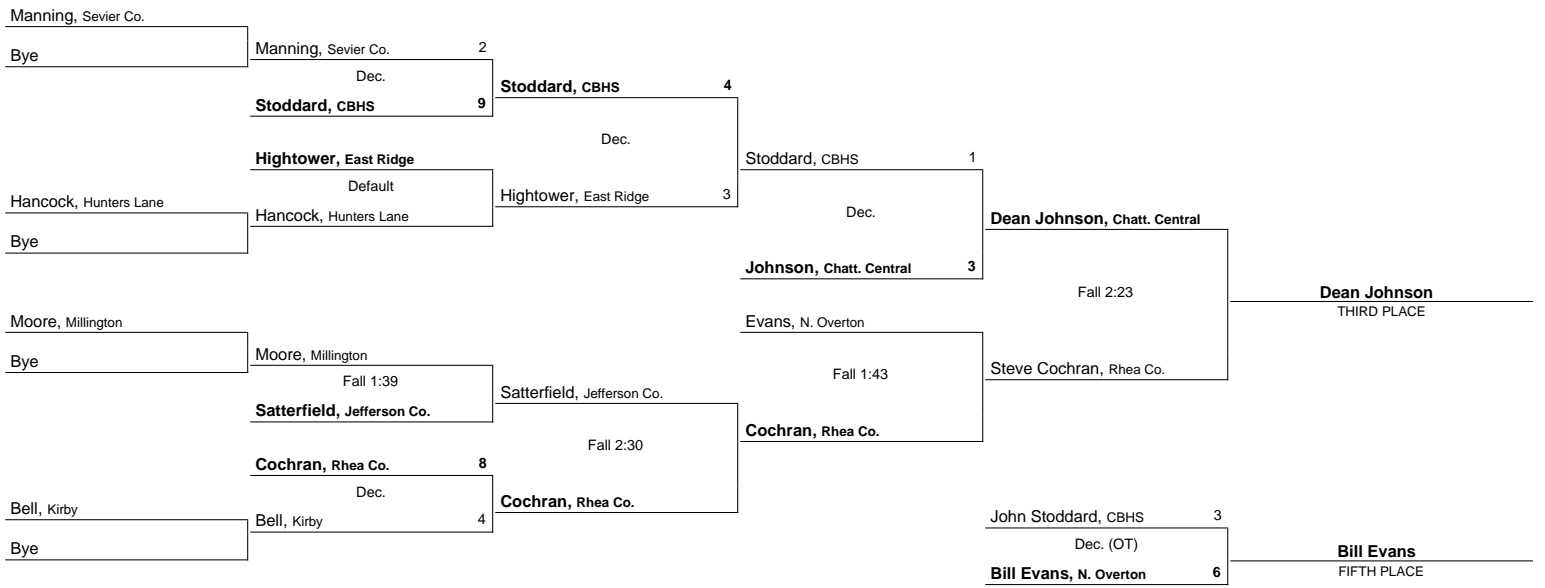 Manning, Sevier Co.
Bye
Manning, Sevier Co. 2
Dec.
Stoddard, CBHS 9
Stoddard, CBHS 4
Dec.
Hightower, East Ridge
Default
Hancock, Hunters Lane
Hancock, Hunters Lane
Bye
Hightower, East Ridge 3
Stoddard, CBHS 1
Dec.
Johnson, Chatt. Central 3
Dean Johnson, Chatt. Central
Fall 2:23
Dean Johnson
THIRD PLACE
Moore, Millington
Bye
Moore, Millington
Fall 1:39
Satterfield, Jefferson Co.
Satterfield, Jefferson Co.
Fall 2:30
Evans, N. Overton
Fall 1:43
Cochran, Rhea Co.
Steve Cochran, Rhea Co.
Cochran, Rhea Co. 8
Dec.
Bell, Kirby 4
Bell, Kirby
Bye
Cochran, Rhea Co.
John Stoddard, CBHS 3
Dec. (OT)
Bill Evans, N. Overton 6
Bill Evans
FIFTH PLACE